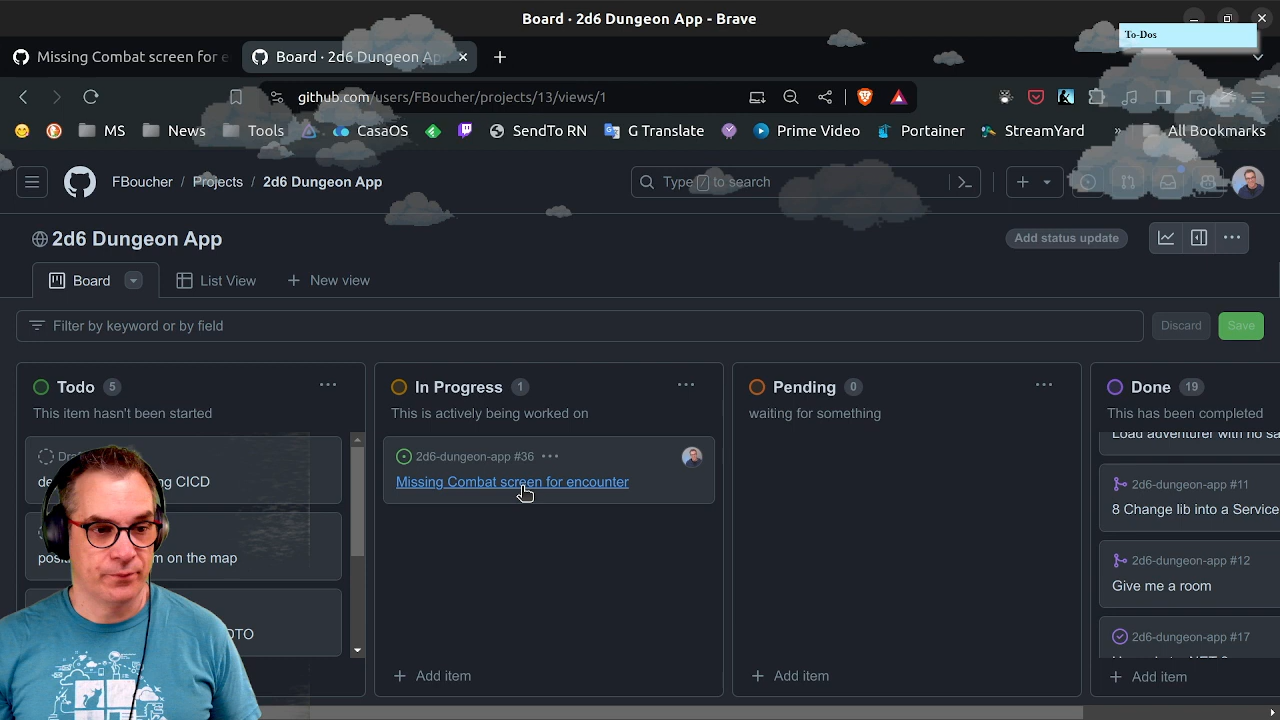 Board · 2d6 Dungeon App - Brave
To-Dos
Missing Combat screen for e
Board · 2d6 Dungeon Ap
github.com/users/FBoucher/projects/13/views/1
MS
News
Tools
CasaOS
SendTo RN
G Translate
Prime Video
Portainer
StreamYard
»
All Bookmarks
FBoucher / Projects / 2d6 Dungeon App
Type / to search
2d6 Dungeon App
Add status update
Board
List View
New view
Filter by keyword or by field
Discard
Save
Todo 5
This item hasn't been started
In Progress 1
This is actively being worked on
Pending 0
waiting for something
Done 19
This has been completed
CICD
m on the map
OTO
2d6-dungeon-app #36
Missing Combat screen for encounter
Load adventurer with no sa
2d6-dungeon-app #11
8 Change lib into a Service
2d6-dungeon-app #12
Give me a room
2d6-dungeon-app #17
Add item
Add item
Add item